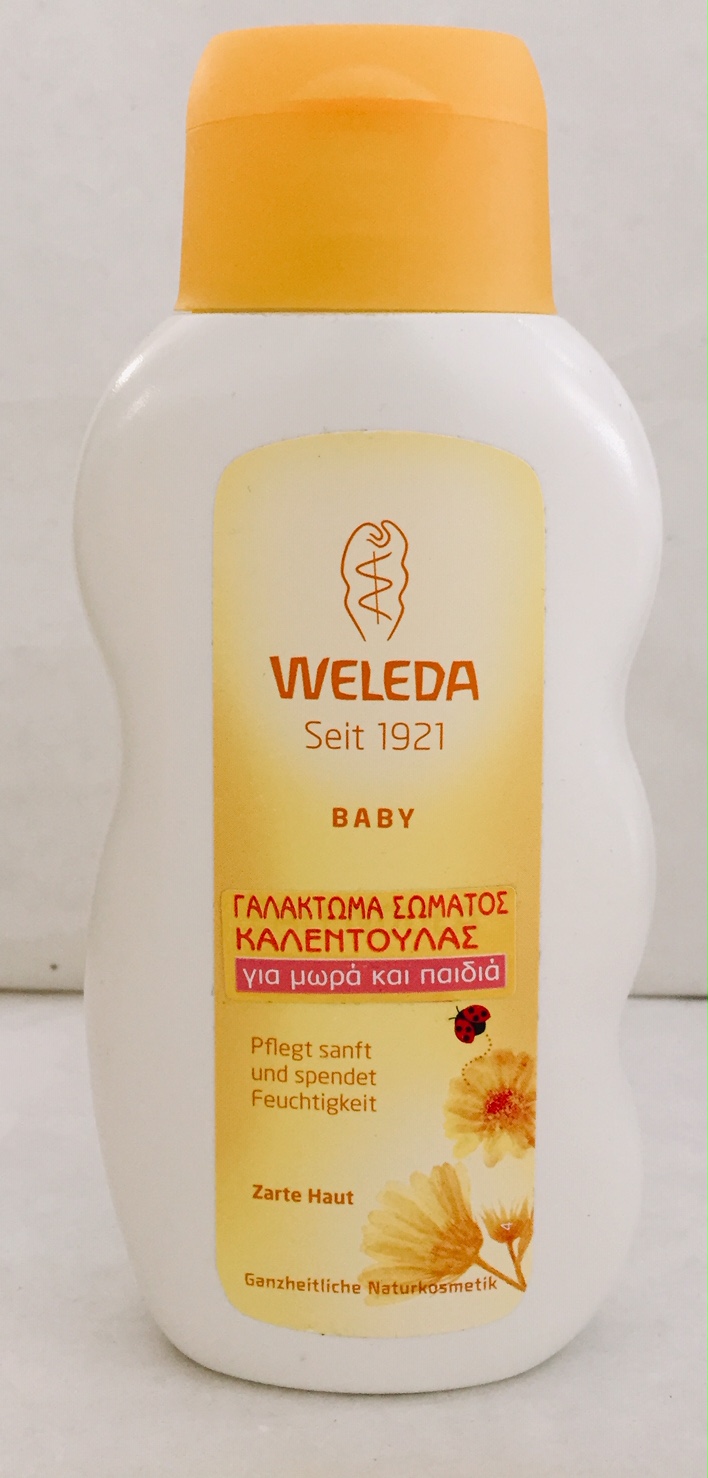 WELEDA
Seit 1921
BABY
ΓΑΛΑΚΤΩΜΑ ΣΩΜΑΤΟΣ
ΚΑΛΕΝΤΟΥΛΑΣ
για μωρά και παιδιά
Pflegt sanft
und spendet
Feuchtigkeit
Zarte Haut
Ganzheitliche Naturkosmetik